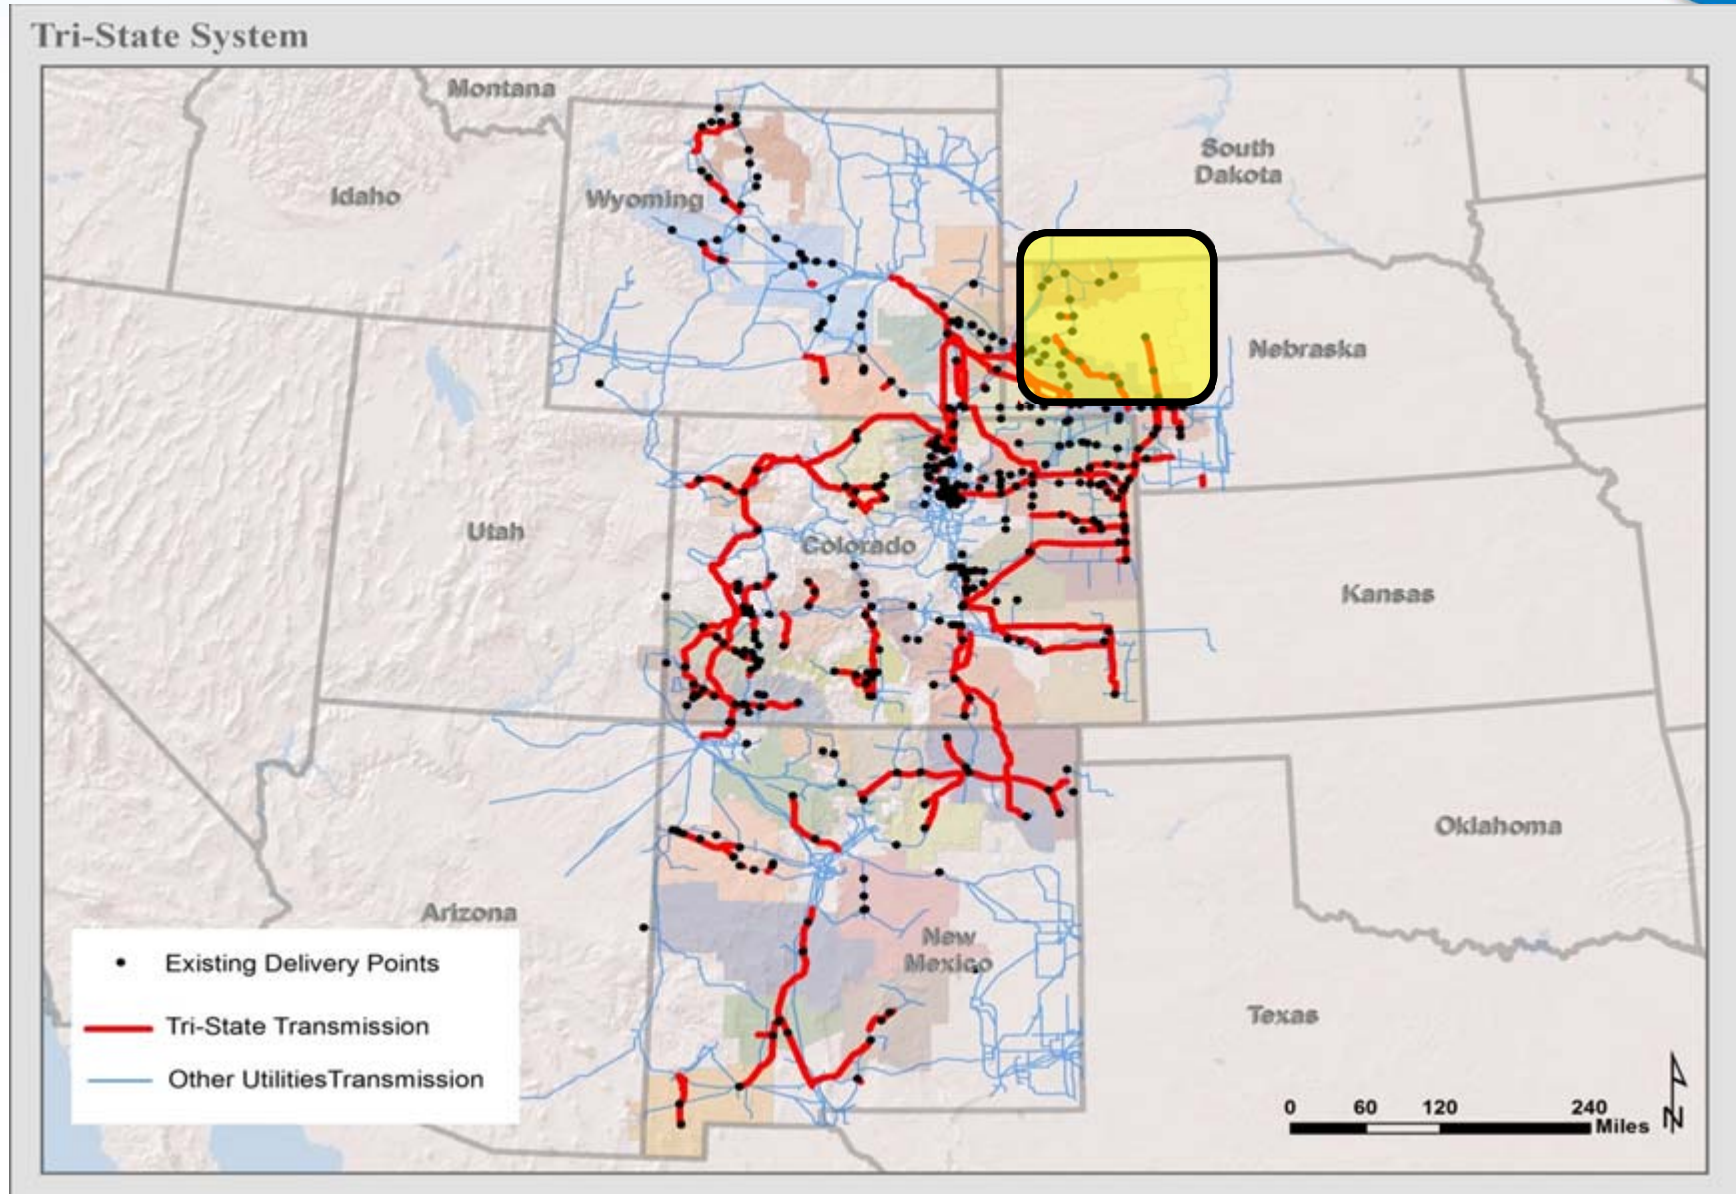 Tri-State System
Montana
South
Dakota
Idaho
Wyoming
Nebraska
Utah
Colorado
Kansas
Oklahoma
Arizona
New
Mexico
Texas
Existing Delivery Points
Tri-State Transmission
Other UtilitiesTransmission
0 60 120 240
Miles
N